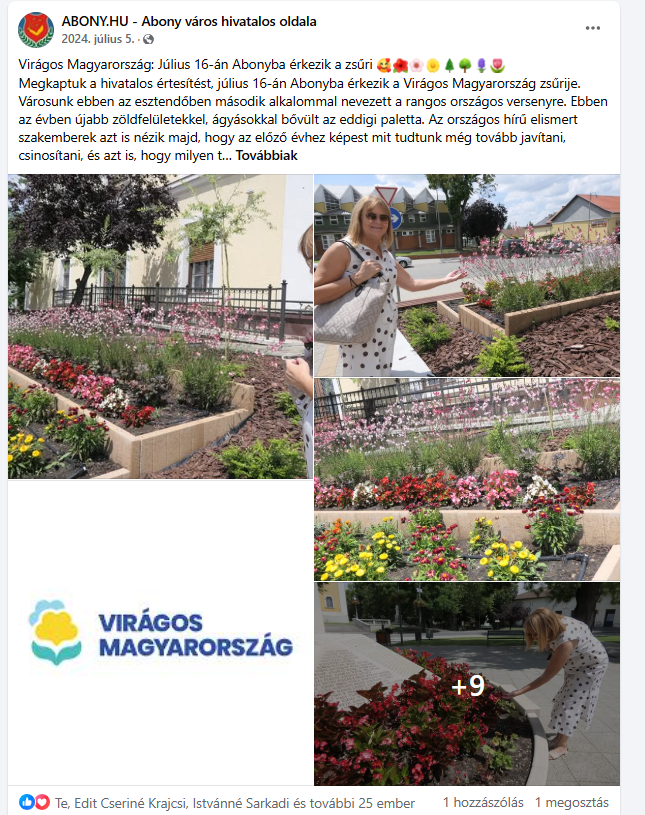 ABONY.HU - Abony város hivatalos oldala
2024. július 5. ·
Virágos Magyarország: Július 16-án Abonyba érkezik a zsűri 🥰🌺🌸🌼🌲🌳🪻🌷
Megkaptuk a hivatalos értesítést, július 16-án Abonyba érkezik a Virágos Magyarország zsűrije.
Városunk ebben az esztendőben második alkalommal nevezett a rangos országos versenyre. Ebben
az évben újabb zöldfelületekkel, ágyásokkal bővült az eddigi paletta. Az országos hírű elismert
szakemberek azt is nézik majd, hogy az előző évhez képest mit tudtunk még tovább javítani,
csinosítani, és azt is, hogy milyen t... Továbbiak
VIRÁGOS
MAGYARORSZÁG
+9
Te, Edit Cseriné Krajcsi, Istvánné Sarkadi és további 25 ember
1 hozzászólás
1 megosztás